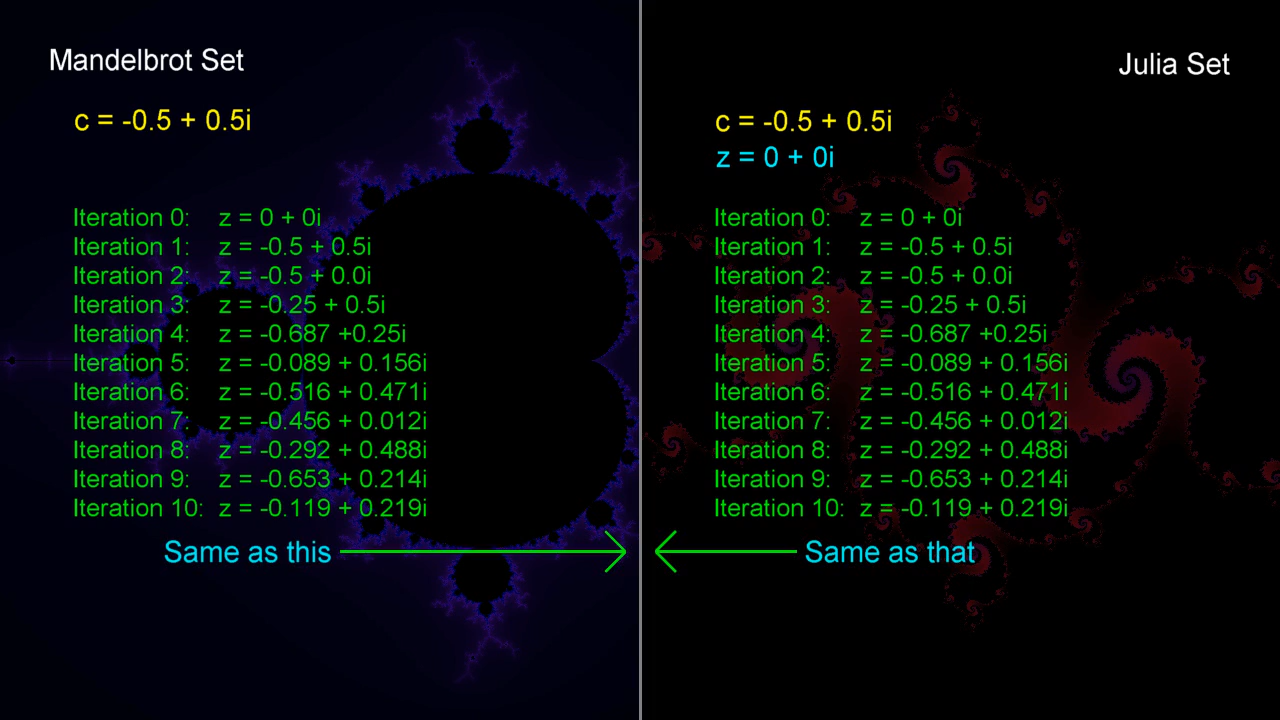 Mandelbrot Set
c = -0.5 + 0.5i
Iteration 0: z = 0 + 0i
Iteration 1: z = -0.5 + 0.5i
Iteration 2: z = -0.5 + 0.0i
Iteration 3: z = -0.25 + 0.5i
Iteration 4: z = -0.687 +0.25i
Iteration 5: z = -0.089 + 0.156i
Iteration 6: z = -0.516 + 0.471i
Iteration 7: z = -0.456 + 0.012i
Iteration 8: z = -0.292 + 0.488i
Iteration 9: z = -0.653 + 0.214i
Iteration 10: z = -0.119 + 0.219i
Same as this
Julia Set
c = -0.5 + 0.5i
z = 0 + 0i
Iteration 0: z = 0 + 0i
Iteration 1: z = -0.5 + 0.5i
Iteration 2: z = -0.5 + 0.0i
Iteration 3: z = -0.25 + 0.5i
Iteration 4: z = -0.687 +0.25i
Iteration 5: z = -0.089 + 0.156i
Iteration 6: z = -0.516 + 0.471i
Iteration 7: z = -0.456 + 0.012i
Iteration 8: z = -0.292 + 0.488i
Iteration 9: z = -0.653 + 0.214i
Iteration 10: z = -0.119 + 0.219i
Same as that